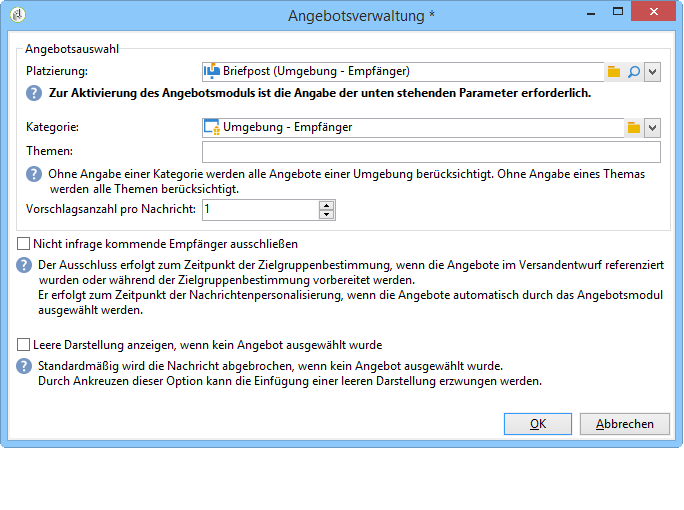 Angebotsverwaltung *
Angebotsauswahl
Platzierung:
Briefpost (Umgebung - Empfänger)
Zur Aktivierung des Angebotsmoduls ist die Angabe der unten stehenden Parameter erforderlich.
Kategorie:
Umgebung - Empfänger
Themen:
Ohne Angabe einer Kategorie werden alle Angebote einer Umgebung berücksichtigt. Ohne Angabe eines Themas
werden alle Themen berücksichtigt.
Vorschlagsanzahl pro Nachricht: 1
Nicht infrage kommende Empfänger ausschließen
Der Ausschluss erfolgt zum Zeitpunkt der Zielgruppenbestimmung, wenn die Angebote im Versandentwurf referenziert
wurden oder während der Zielgruppenbestimmung vorbereitet werden.
Er erfolgt zum Zeitpunkt der Nachrichtenpersonalisierung, wenn die Angebote automatisch durch das Angebotsmodul
ausgewählt werden.
Leere Darstellung anzeigen, wenn kein Angebot ausgewählt wurde
Standardmäßig wird die Nachricht abgebrochen, wenn kein Angebot ausgewählt wurde.
Durch Ankreuzen dieser Option kann die Einfügung einer leeren Darstellung erzwungen werden.
OK
Abbrechen